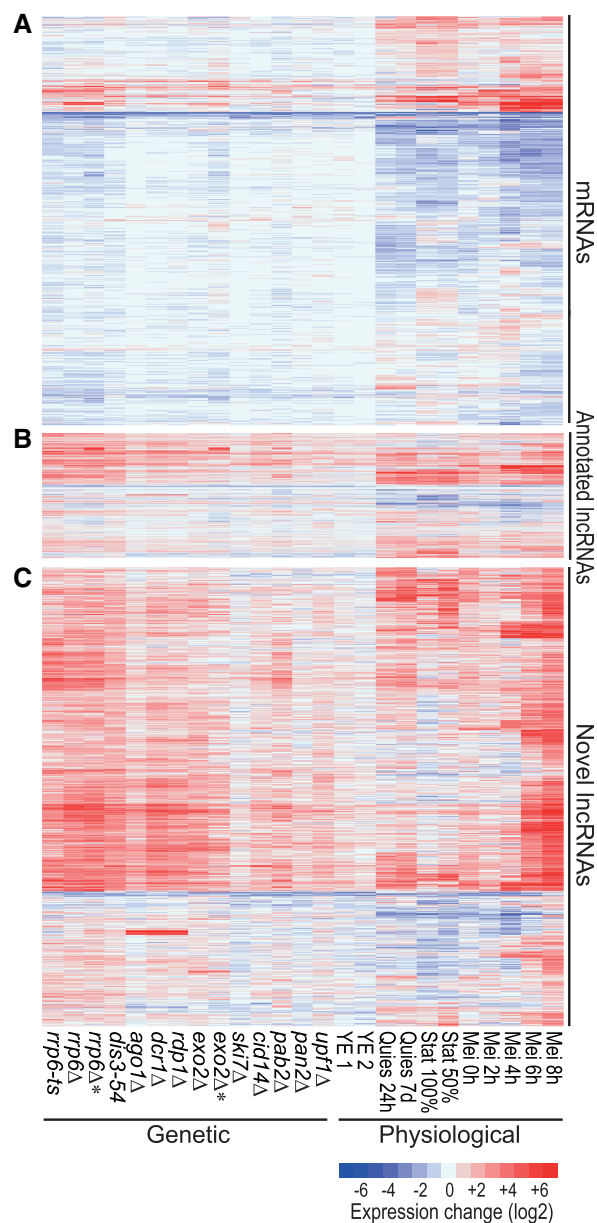 A
mRNAs
B
Annotated lncRNAs
C
Novel lncRNAs
rrp6-ts
rrp6Δ
rrp6Δ*
dis3-54
ago1Δ
dcr1Δ
rdp1Δ
exo2Δ
exo2Δ*
ski7Δ
cid14Δ
pab2Δ
pan2Δ
upf1Δ
YE 1
YE 2
Quies 24h
Quies 7d
Stat 100%
Stat 50%
Mei 0h
Mei 2h
Mei 4h
Mei 6h
Mei 8h
Genetic
Physiological
-6 -4 -2 0 +2 +4 +6
Expression change (log2)